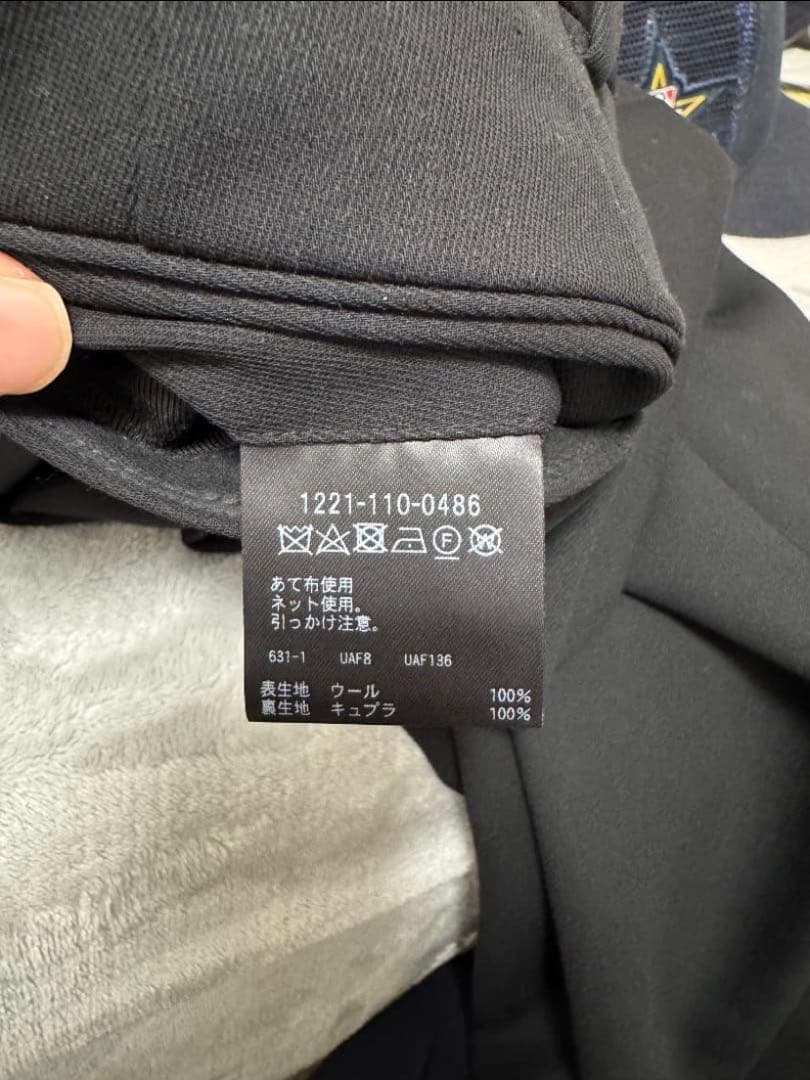 1221-110-0486
F W
あて布使用
ネット使用。
引っかけ注意。
631-1 UAF8 UAF136
表生地 ウール 100%
裏生地 キュプラ 100%